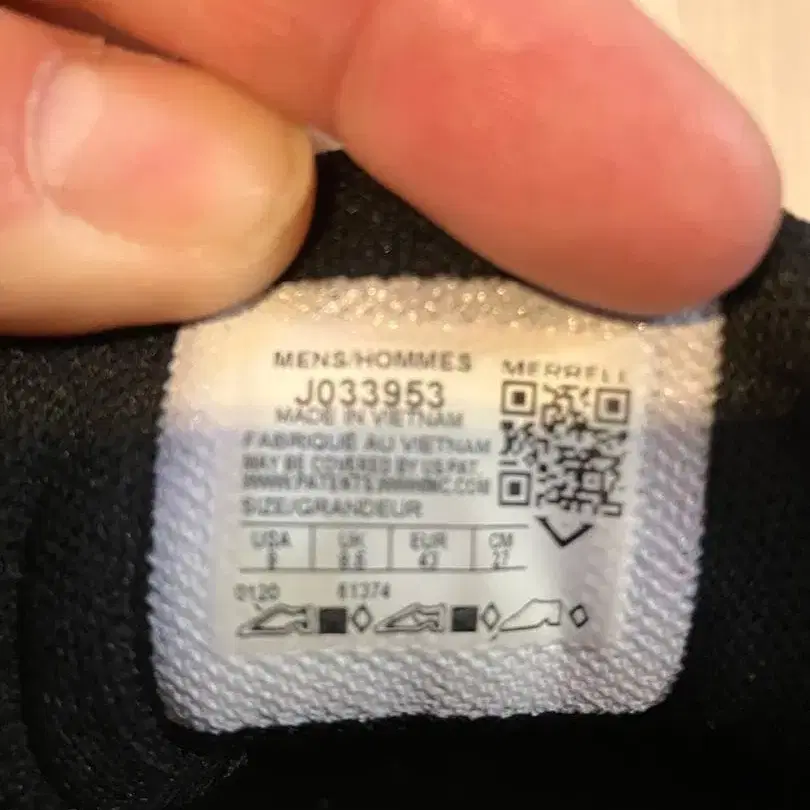 MENS/HOMMES
MERRELL
J033953
MADE IN VIETNAM
FABRIQUÉ AU VIETNAM
MAY BE COVERED BY US PAT.
SIZE/GRANDEUR
USA UK EUR CM
9 8.5 43 27
0120 61374